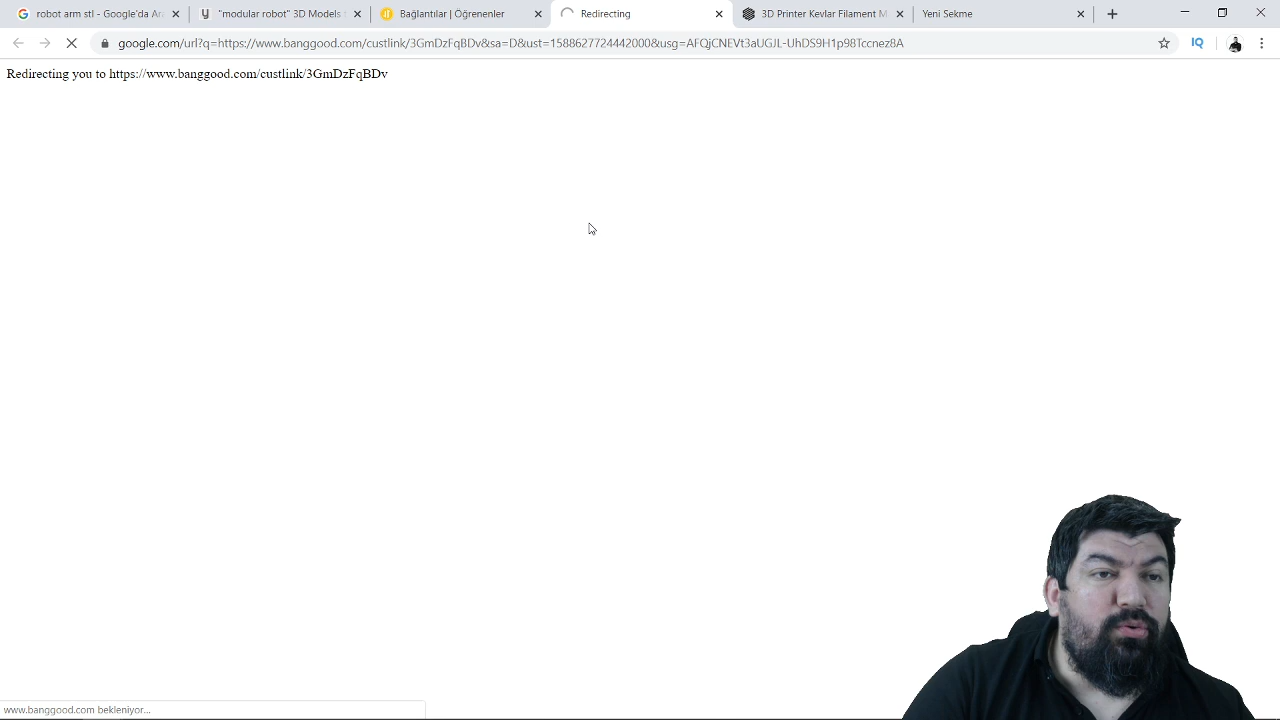 robot arm stl - Google'da Ara
"modular robot" 3D Models
Bağlantılar | Öğrenenler
Redirecting
3D Printer Kevlar Filament M
Yeni Sekme
google.com/url?q=https://www.banggood.com/custlink/3GmDzFqBDv&sa=D&ust=1588627724442000&usg=AFQjCNEVt3aUGJL-UhDS9H1p98Tccnez8A
IQ
Redirecting you to https://www.banggood.com/custlink/3GmDzFqBDv
www.banggood.com bekleniyor...